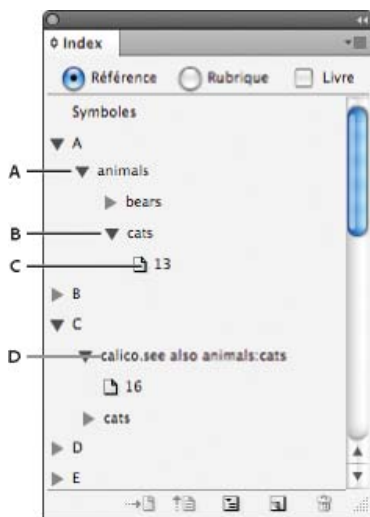 Index
Référence Rubrique Livre
Symboles
A
A animals
bears
B cats
C 13
B
C
D calico.see also animals:cats
16
cats
D
E